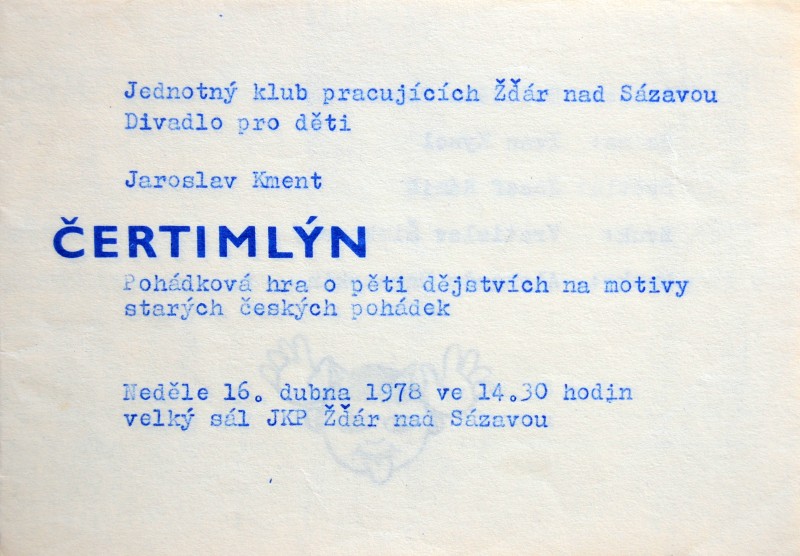 Jednotný klub pracujících Žďár nad Sázavou
Divadlo pro děti
Jaroslav Kment
ČERTIMLÝN
Pohádková hra o pěti dějstvích na motivy
starých českých pohádek
Neděle 16. dubna 1978 ve 14.30 hodin
velký sál JKP Žďár nad Sázavou